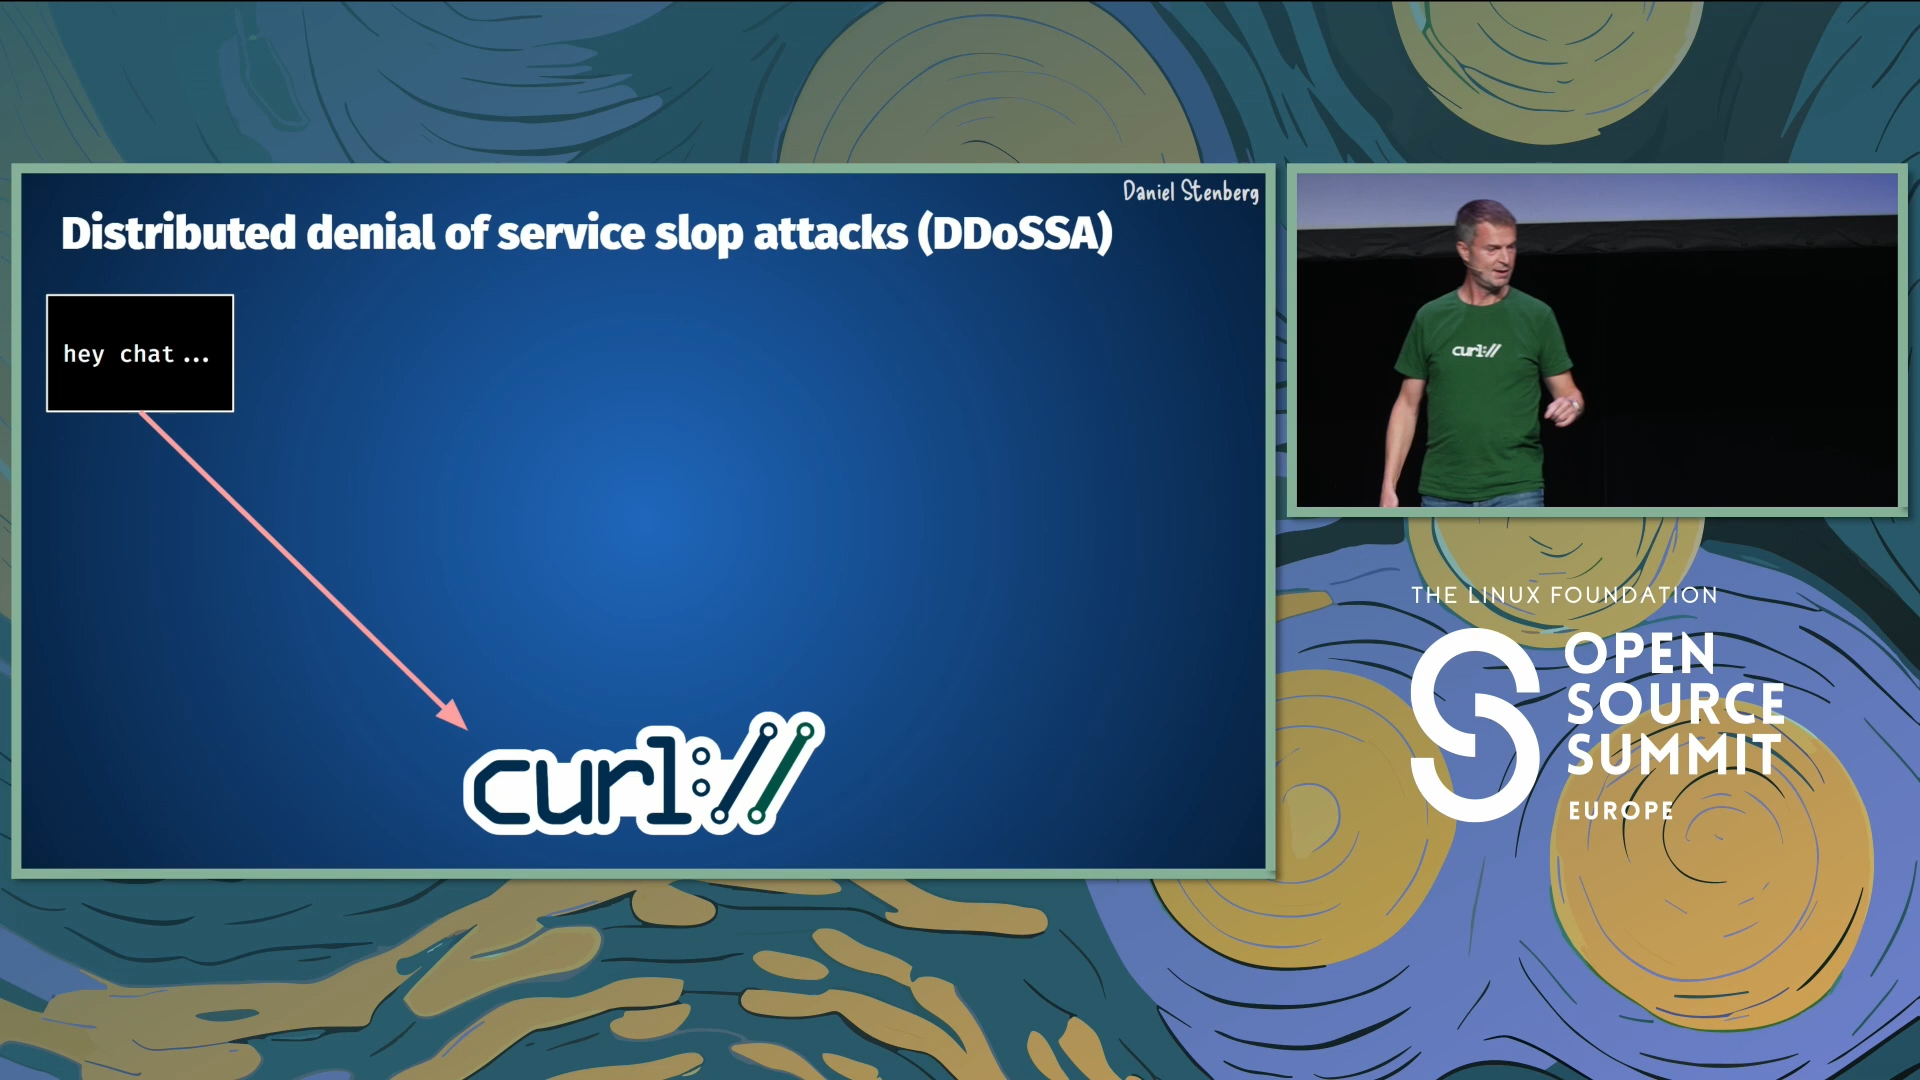 Daniel Stenberg
Distributed denial of service slop attacks (DDoSSA)
hey chat...
curl://
curl://
THE LINUX FOUNDATION
OPEN
SOURCE
SUMMIT
EUROPE